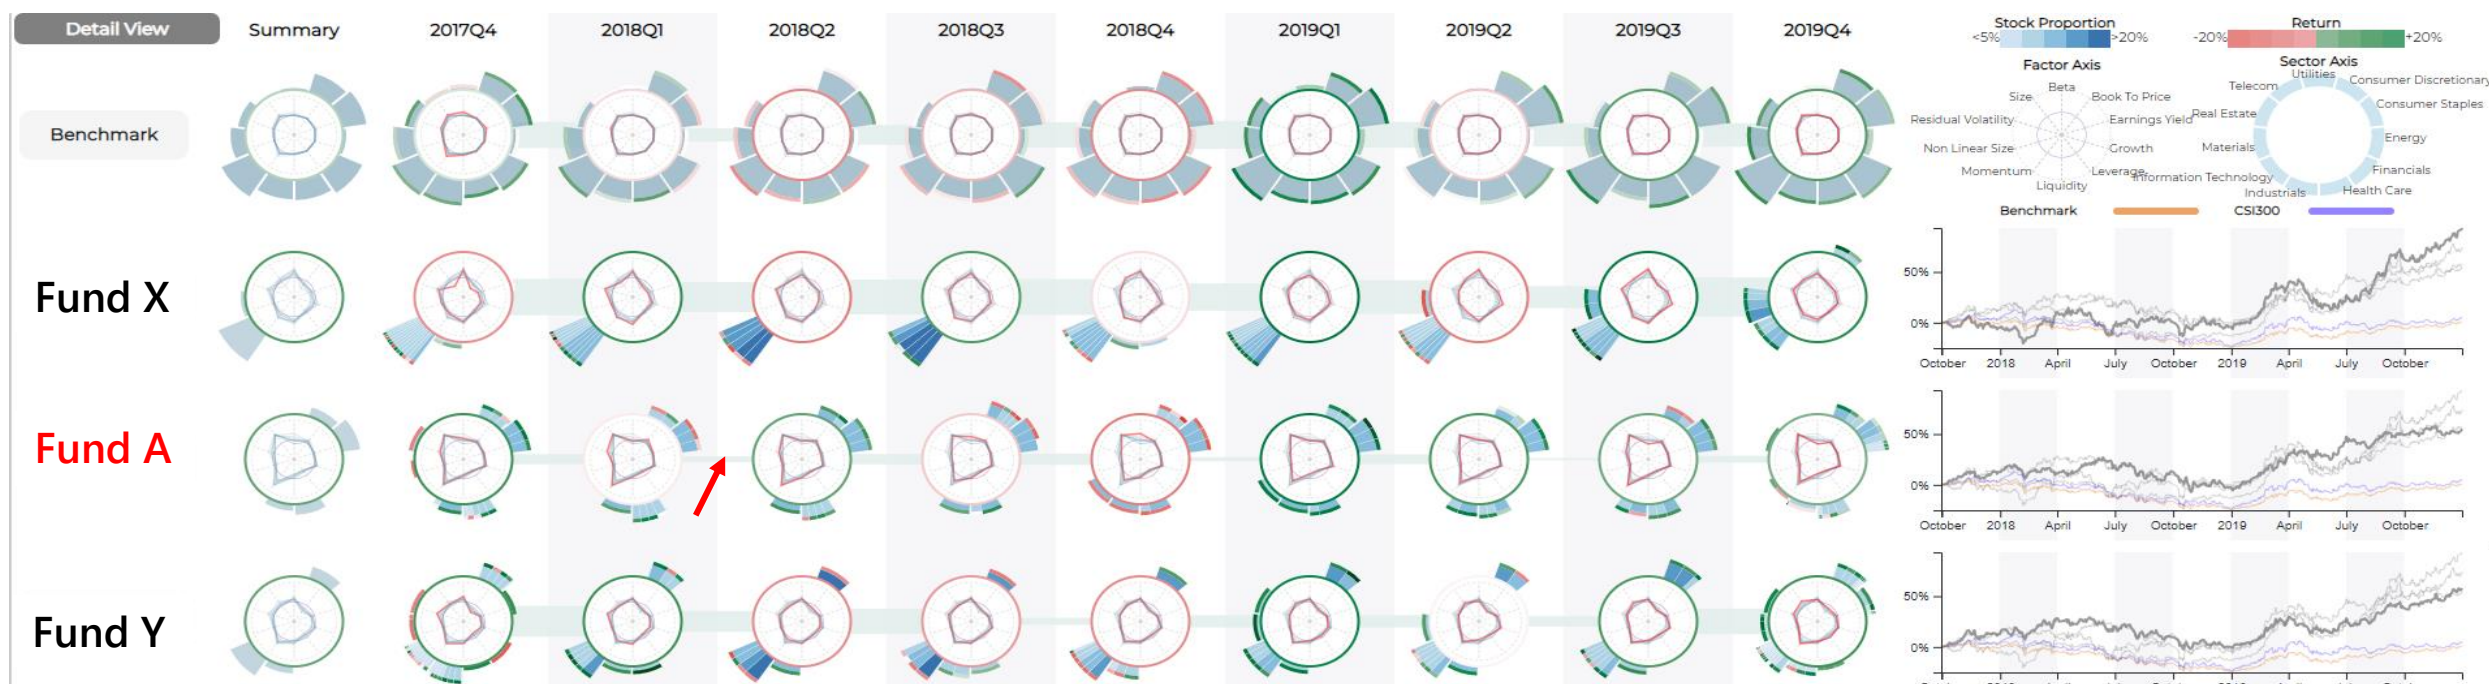 Detail View
Summary
2017Q4
2018Q1
2018Q2
2018Q3
2018Q4
2019Q1
2019Q2
2019Q3
2019Q4
Stock Proportion
<5% >20%
Return
-20% +20%
Factor Axis
Beta
Size
Book To Price
Residual Volatility
Earnings Yield
Non Linear Size
Growth
Momentum
Leverage
Liquidity
Sector Axis
Utilities
Telecom
Consumer Discretionary
Consumer Staples
Real Estate
Energy
Materials
Financials
Information Technology
Industrials
Health Care
Benchmark
CSI300
Benchmark
Fund X
50%
0%
October 2018 April July October 2019 April July October
Fund A
50%
0%
October 2018 April July October 2019 April July October
Fund Y
50%
0%